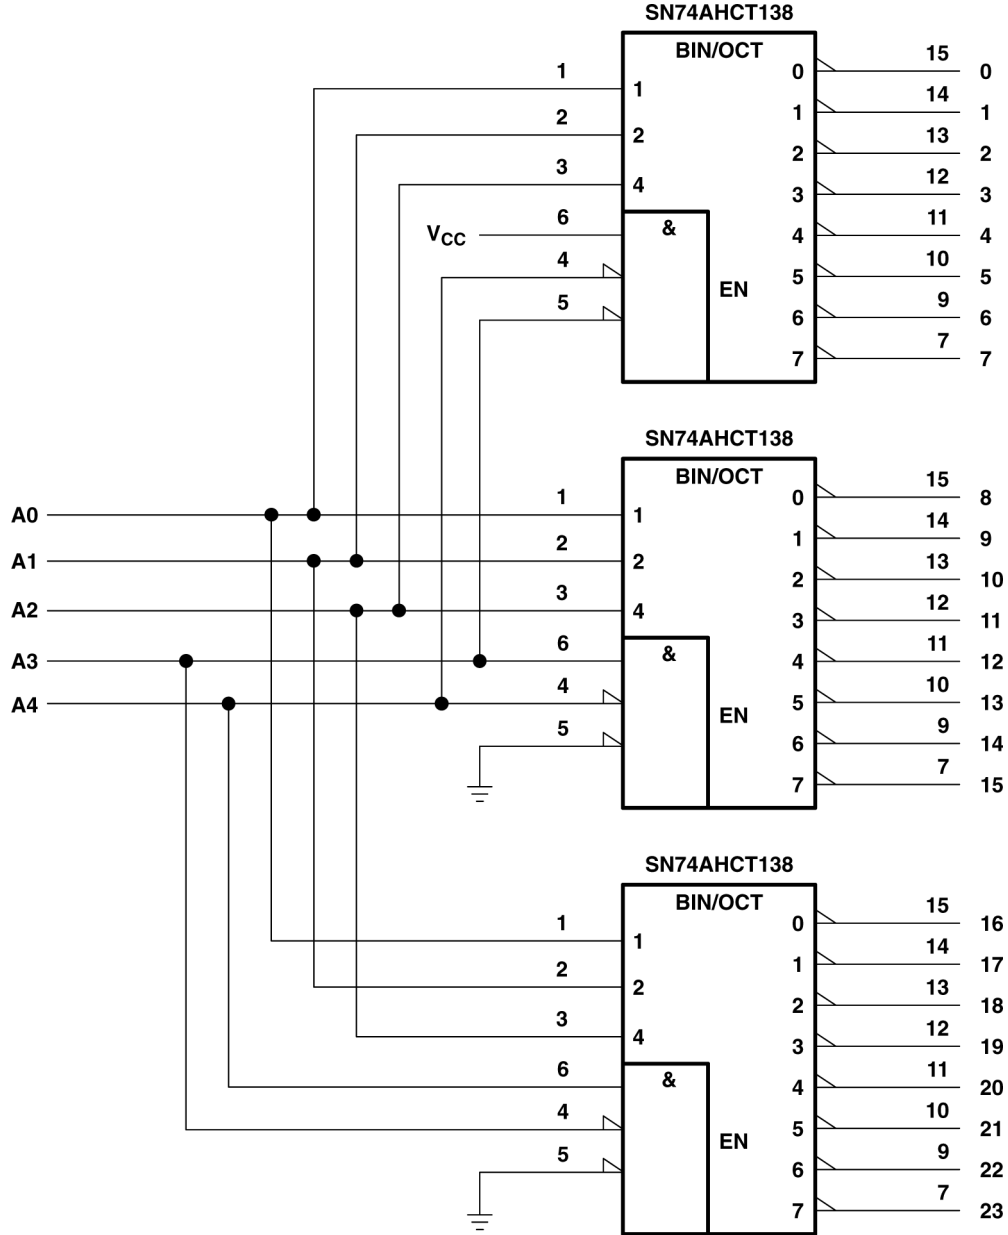 SN74AHCT138
BIN/OCT
1 1 0 15 0
2 2 1 14 1
3 4 2 13 2
3 12 3
VCC 6 & 4 11 4
4 5 10 5
EN
5 6 9 6
7 7 7
SN74AHCT138
BIN/OCT
0 15 8
A0 1 1
1 14 9
A1 2 2
2 13 10
A2 3 4
3 12 11
A3 6 & 4 11 12
A4 4 5 10 13
EN
5 6 9 14
7 7 15
SN74AHCT138
BIN/OCT
0 15 16
1 1
1 14 17
2 2
2 13 18
3 4
3 12 19
6 & 4 11 20
4 5 10 21
EN
5 6 9 22
7 7 23